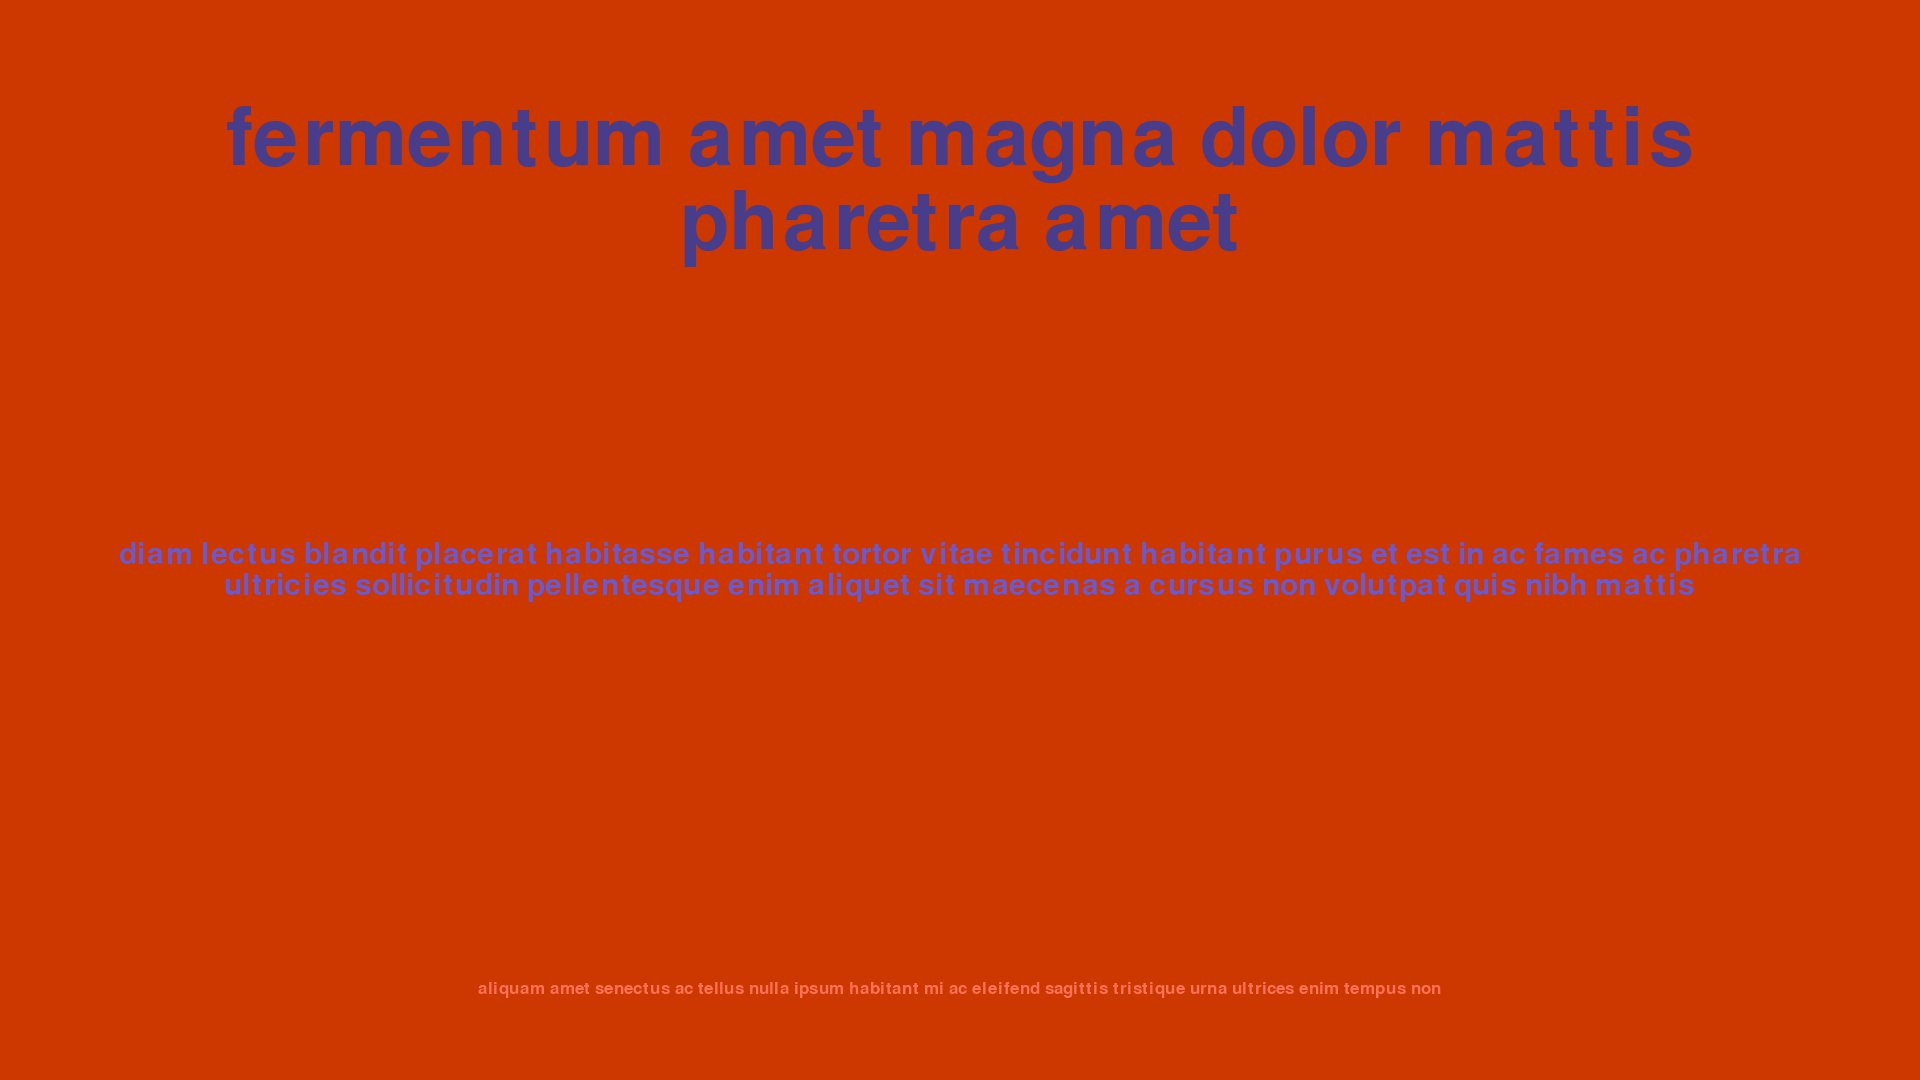 fermentum amet magna dolor mattis
pharetra amet
diam lectus blandit placerat habitasse habitant tortor vitae tincidunt habitant purus et est in ac fames ac pharetra
ultricies sollicitudin pellentesque enim aliquet sit maecenas a cursus non volutpat quis nibh mattis
aliquam amet senectus ac tellus nulla ipsum habitant mi ac eleifend sagittis tristique urna ultrices enim tempus non